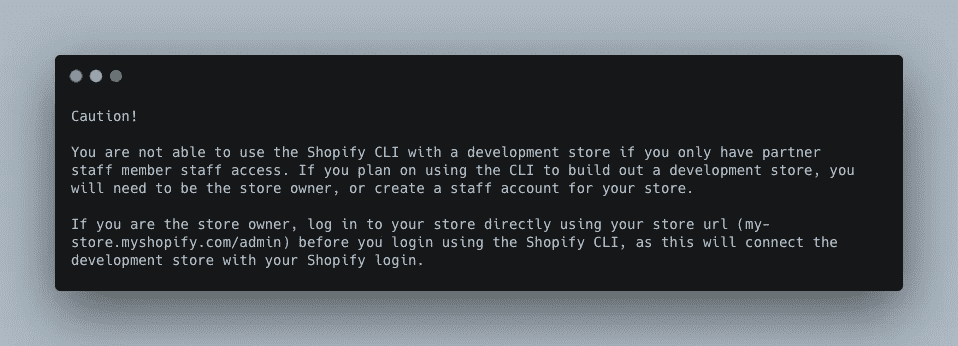 Caution!
You are not able to use the Shopify CLI with a development store if you only have partner
staff member staff access. If you plan on using the CLI to build out a development store, you
will need to be the store owner, or create a staff account for your store.
If you are the store owner, log in to your store directly using your store url (my-
store.myshopify.com/admin) before you login using the Shopify CLI, as this will connect the
development store with your Shopify login.